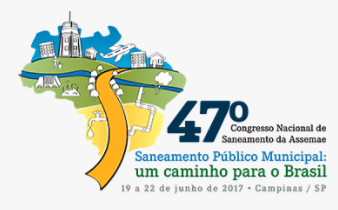 47º
Congresso Nacional de
Saneamento da Assemae
Saneamento Público Municipal:
um caminho para o Brasil
19 a 22 de junho de 2017 • Campinas / SP